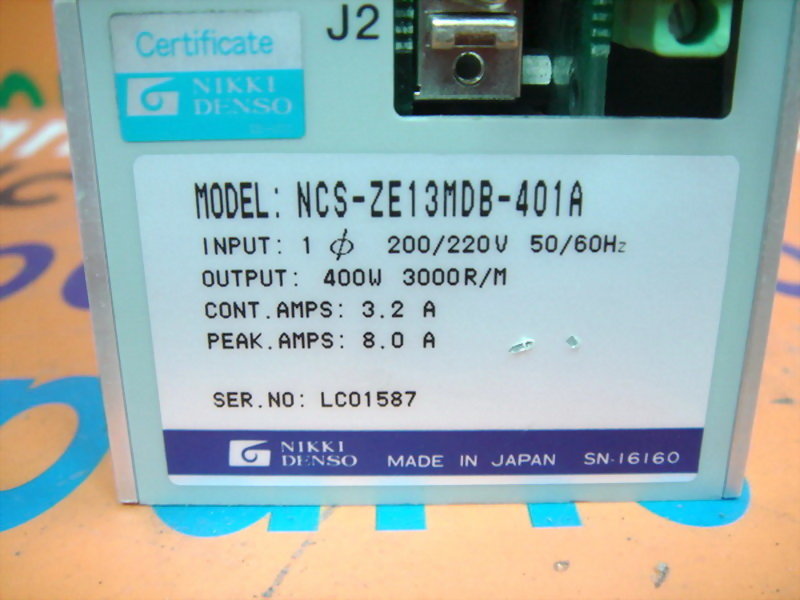 J2
Certificate
NIKKI
DENSO
MODEL: NCS-ZE13MDB-401A
INPUT: 1 ϕ 200/220V 50/60Hz
OUTPUT: 400W 3000R/M
CONT.AMPS: 3.2 A
PEAK.AMPS: 8.0 A
SER.NO: LC01587
NIKKI
DENSO
MADE IN JAPAN SN-16160